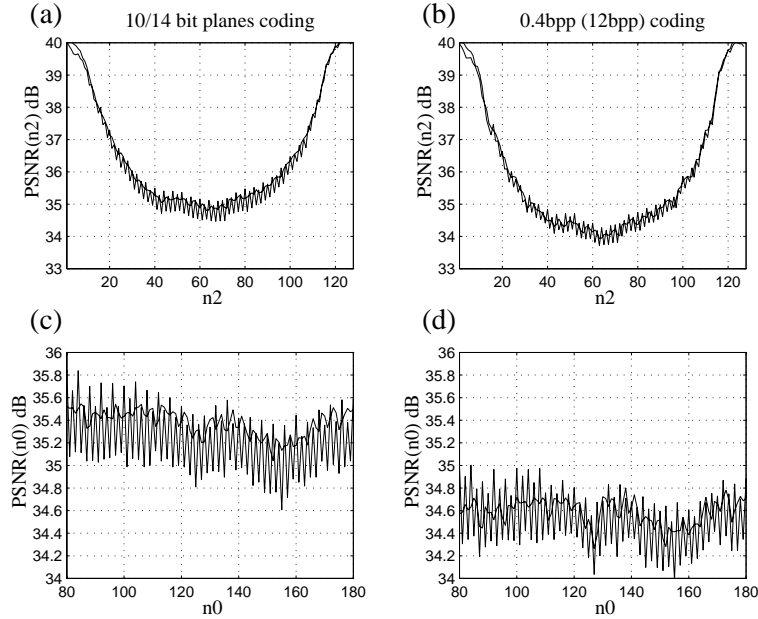 (a)
10/14 bit planes coding
40
39
38
37
36
35
34
33
PSNR(n2) dB
20 40 60 80 100 120
n2
(b)
0.4bpp (12bpp) coding
40
39
38
37
36
35
34
33
PSNR(n2) dB
20 40 60 80 100 120
n2
(c)
36
35.8
35.6
35.4
35.2
35
34.8
34.6
34.4
34.2
34
PSNR(n0) dB
80 100 120 140 160 180
n0
(d)
36
35.8
35.6
35.4
35.2
35
34.8
34.6
34.4
34.2
34
PSNR(n0) dB
80 100 120 140 160 180
n0